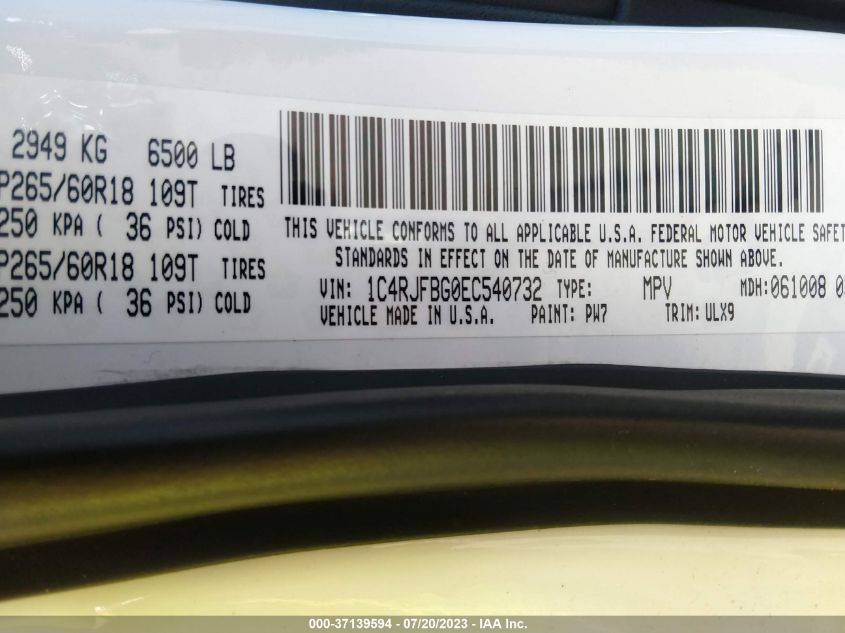 2949 KG 6500 LB
P265/60R18 109T TIRES
250 KPA ( 36 PSI) COLD
P265/60R18 109T TIRES
250 KPA ( 36 PSI) COLD
THIS VEHICLE CONFORMS TO ALL APPLICABLE U.S.A. FEDERAL MOTOR VEHICLE SAFET
STANDARDS IN EFFECT ON THE DATE OF MANUFACTURE SHOWN ABOVE.
VIN: 1C4RJFBG0EC540732 TYPE: MPV MDH:061008 0
VEHICLE MADE IN U.S.A. PAINT: PW7 TRIM: ULX9
000-37139594 - 07/20/2023 - IAA Inc.